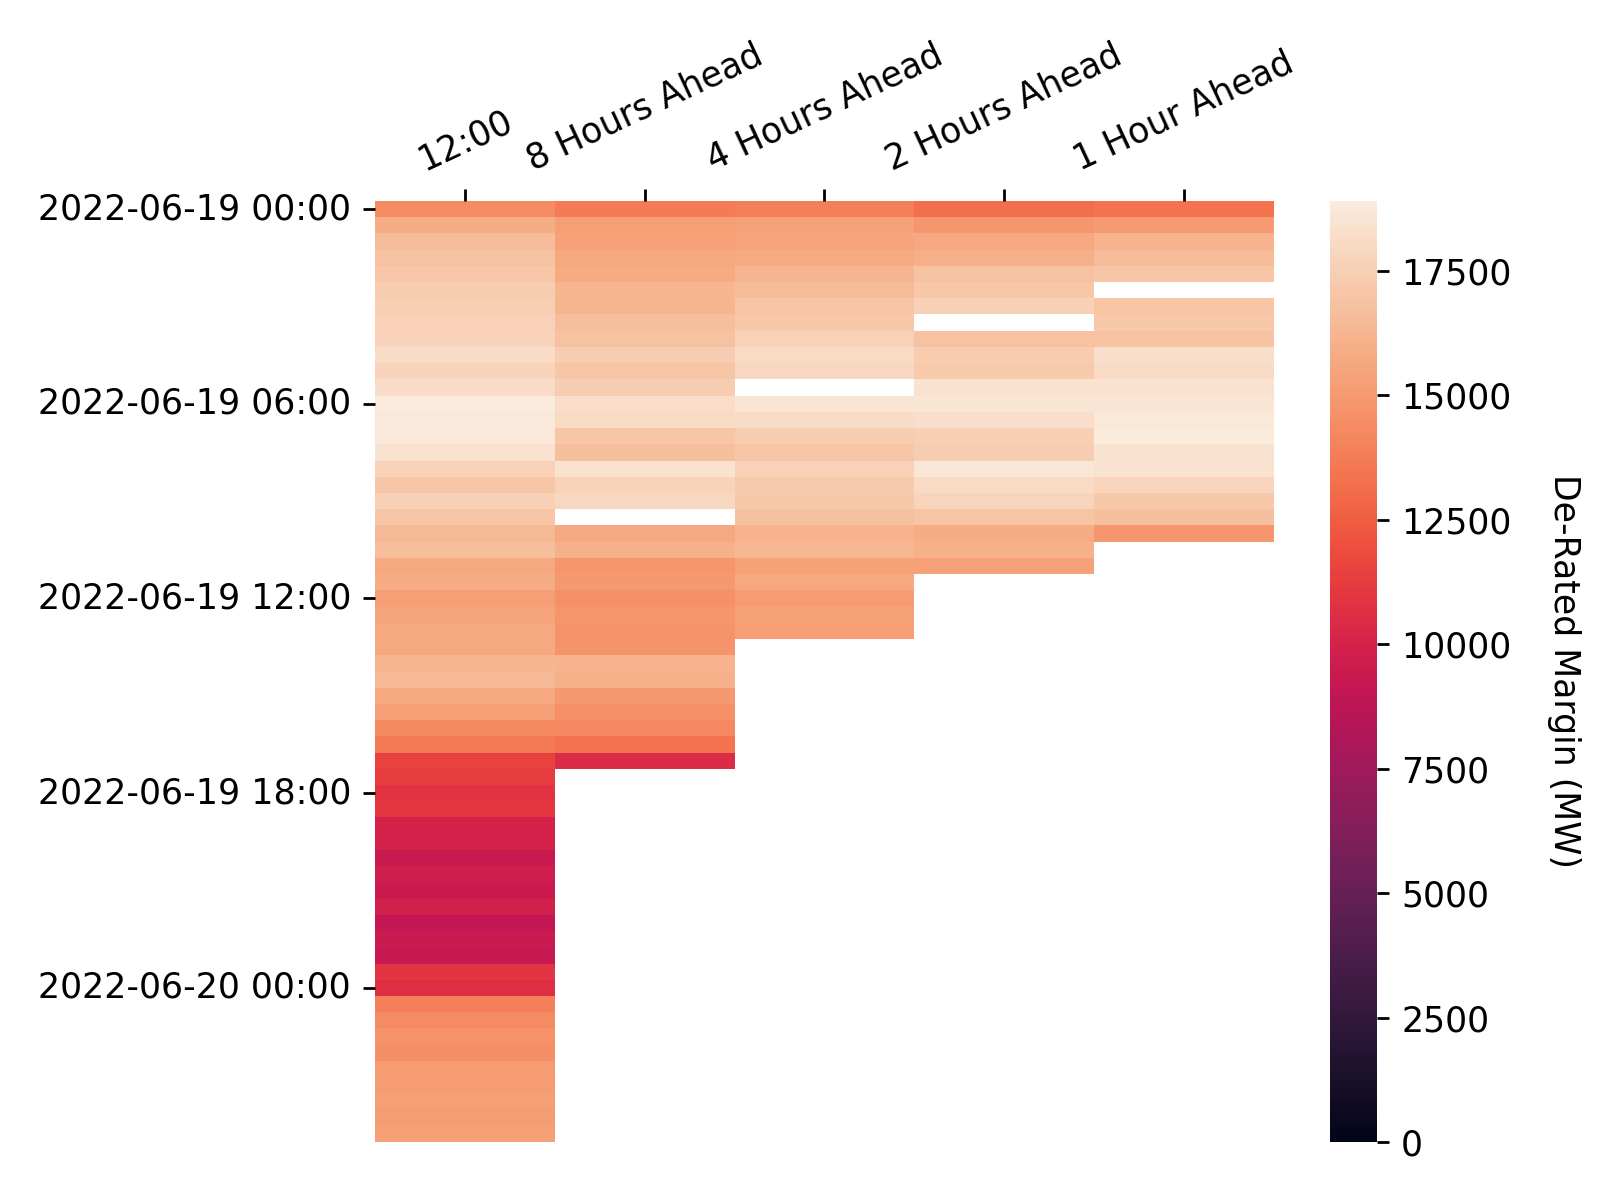 12:00
8 Hours Ahead
4 Hours Ahead
2 Hours Ahead
1 Hour Ahead
2022-06-19 00:00
2022-06-19 06:00
2022-06-19 12:00
2022-06-19 18:00
2022-06-20 00:00
17500
15000
12500
10000
7500
5000
2500
0
De-Rated Margin (MW)